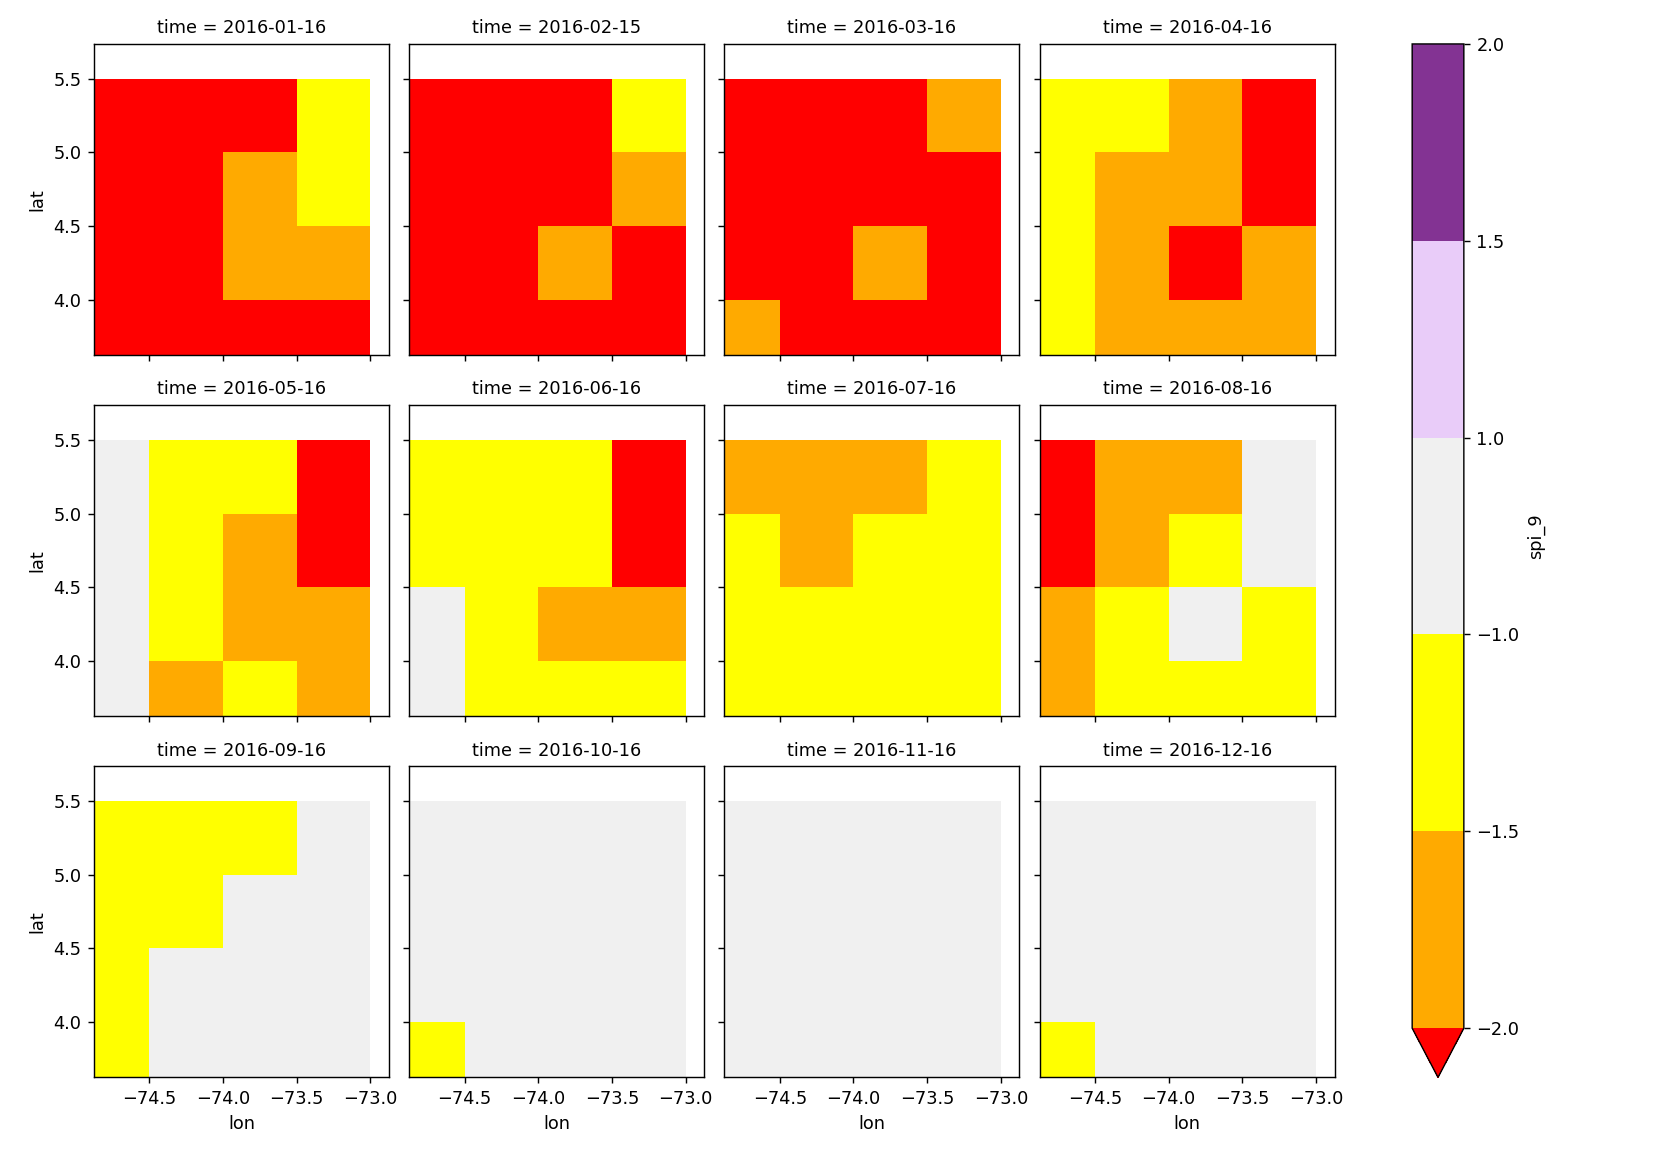 time = 2016-01-16
time = 2016-02-15
time = 2016-03-16
time = 2016-04-16
5.5
5.0
4.5
4.0
lat
time = 2016-05-16
time = 2016-06-16
time = 2016-07-16
time = 2016-08-16
5.5
5.0
4.5
4.0
lat
time = 2016-09-16
time = 2016-10-16
time = 2016-11-16
time = 2016-12-16
5.5
5.0
4.5
4.0
lat
−74.5 −74.0 −73.5 −73.0
lon
−74.5 −74.0 −73.5 −73.0
lon
−74.5 −74.0 −73.5 −73.0
lon
−74.5 −74.0 −73.5 −73.0
lon
2.0
1.5
1.0
−1.0
−1.5
−2.0
spi_9